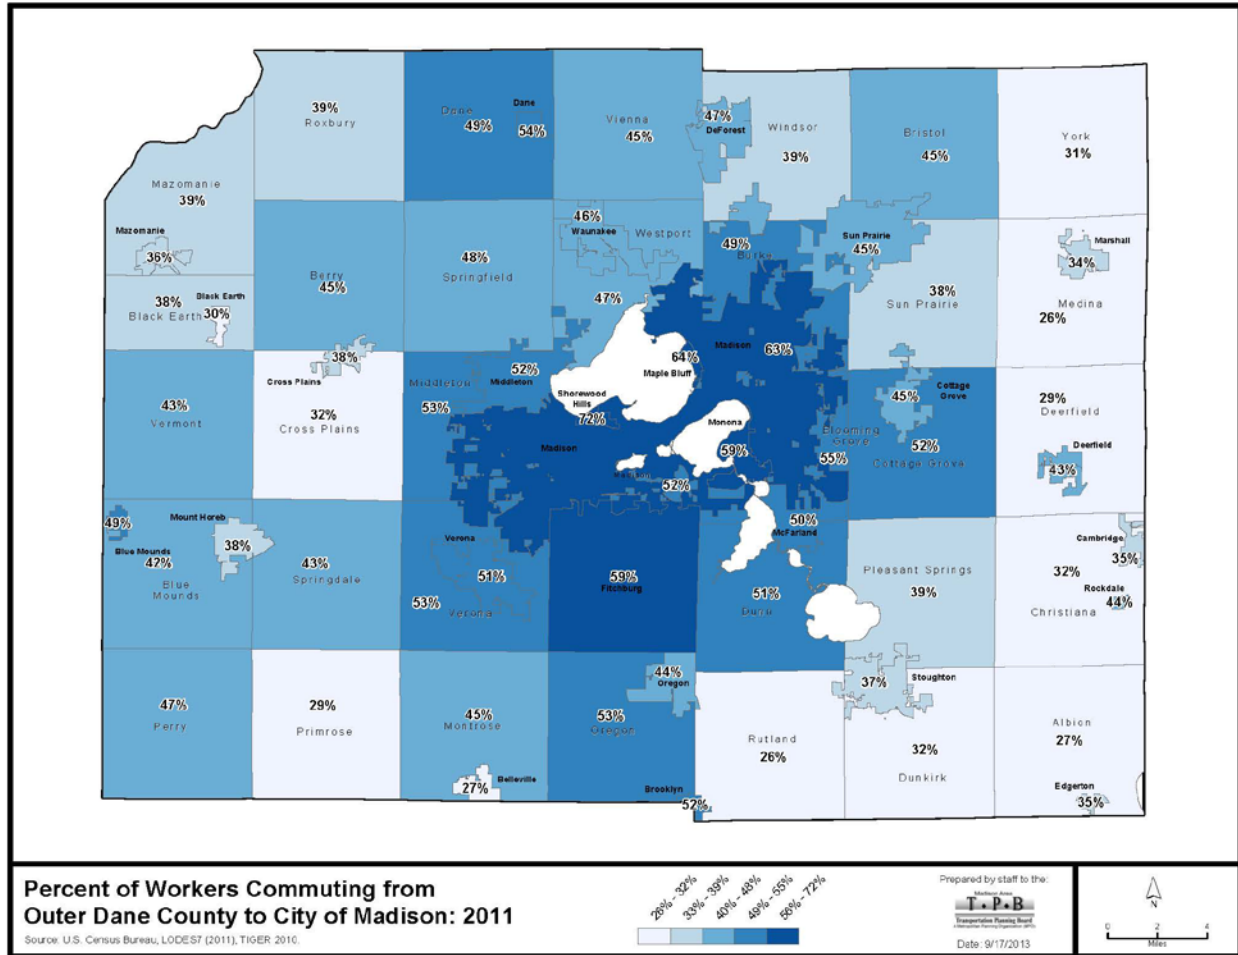 39%
Roxbury
Dane
49%
Dane
54%
Vienna
45%
47%
DeForest
Windsor
39%
Bristol
45%
York
31%
Mazomanie
39%
Mazomanie
36%
38%
Black Earth
Black Earth
30%
Berry
45%
48%
Springfield
46%
Waunakee
Westport
47%
49%
Burke
Sun Prairie
45%
38%
Sun Prairie
Marshall
34%
Medina
26%
43%
Vermont
38%
Cross Plains
32%
Cross Plains
Middleton
53%
52%
Middleton
Shorewood
Hills
72%
64%
Maple Bluff
Madison
63%
Madison
Monona
59%
52%
Blooming
Grove
55%
45%
Cottage
Grove
52%
Cottage Grove
29%
Deerfield
Deerfield
43%
49%
Blue Mounds
42%
Blue
Mounds
Mount Horeb
38%
43%
Springdale
Verona
51%
53%
Verona
59%
Fitchburg
50%
McFarland
51%
Dunn
Pleasant Springs
39%
Cambridge
35%
32%
Christiana
Rockdale
44%
47%
Perry
29%
Primrose
45%
Montrose
27%
Belleville
44%
Oregon
53%
Oregon
Brooklyn
52%
Rutland
26%
37%
Stoughton
32%
Dunkirk
Albion
27%
Edgerton
35%
Percent of Workers Commuting from
Outer Dane County to City of Madison: 2011
Source: U.S. Census Bureau, LODES7 (2011), TIGER 2010.
26% - 32%
33% - 39%
40% - 48%
49% - 55%
56% - 72%
Prepared by staff to the:
Madison Area
T·P·B
Transportation Planning Board
Date: 9/17/2013
N
0 2 4
Miles